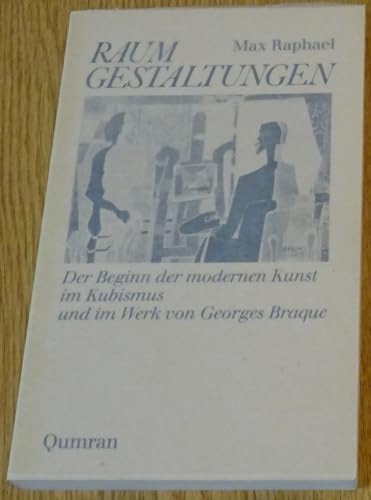 Max Raphael
RAUM
GESTALTUNGEN
Der Beginn der modernen Kunst
im Kubismus
und im Werk von Georges Braque
Qumran